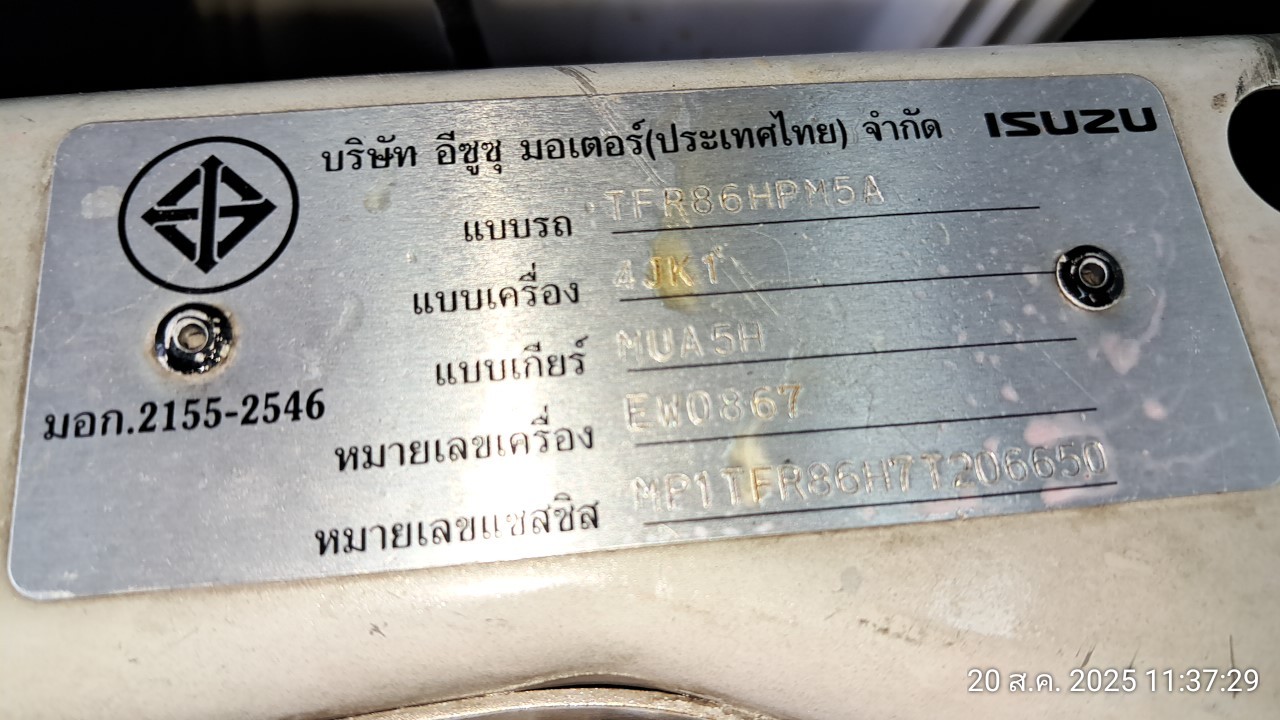 บริษัท อีซูซุ มอเตอร์(ประเทศไทย) จำกัด ISUZU
แบบรถ TFR86HPM5A
แบบเครื่อง 4JK1
แบบเกียร์ MUA5H
มอก.2155-2546
หมายเลขเครื่อง EW0867
หมายเลขแชสซิส MP1TFR86H7T206650
20 ส.ค. 2025 11:37:29